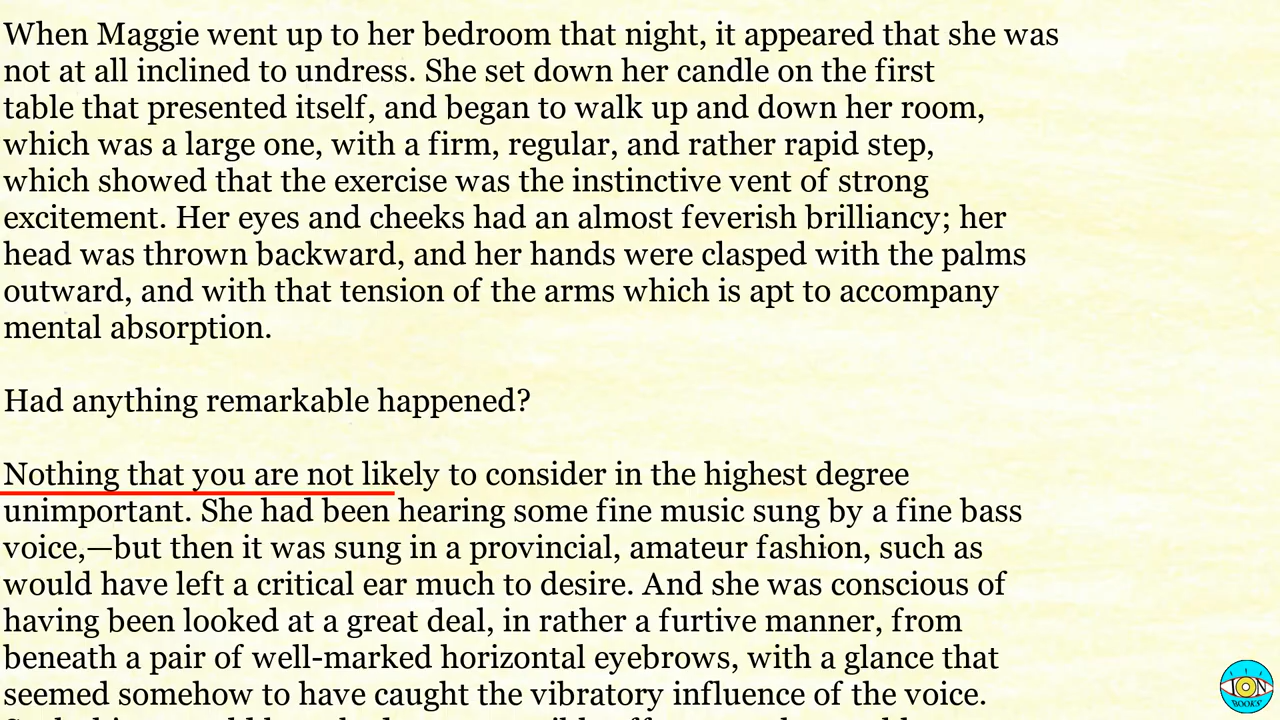 When Maggie went up to her bedroom that night, it appeared that she was
not at all inclined to undress. She set down her candle on the first
table that presented itself, and began to walk up and down her room,
which was a large one, with a firm, regular, and rather rapid step,
which showed that the exercise was the instinctive vent of strong
excitement. Her eyes and cheeks had an almost feverish brilliancy; her
head was thrown backward, and her hands were clasped with the palms
outward, and with that tension of the arms which is apt to accompany
mental absorption.
Had anything remarkable happened?
Nothing that you are not likely to consider in the highest degree
unimportant. She had been hearing some fine music sung by a fine bass
voice,—but then it was sung in a provincial, amateur fashion, such as
would have left a critical ear much to desire. And she was conscious of
having been looked at a great deal, in rather a furtive manner, from
beneath a pair of well-marked horizontal eyebrows, with a glance that
seemed somehow to have caught the vibratory influence of the voice.
ION
BOOKS